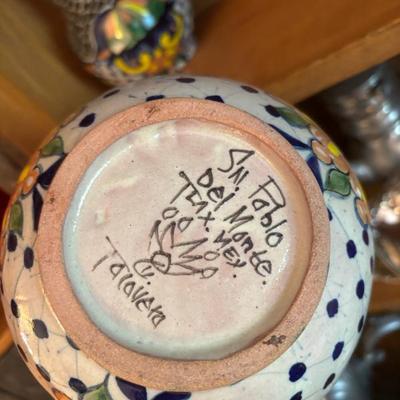 Sn. Pablo
Del Monte.
Tlax. Mex.
Talavera